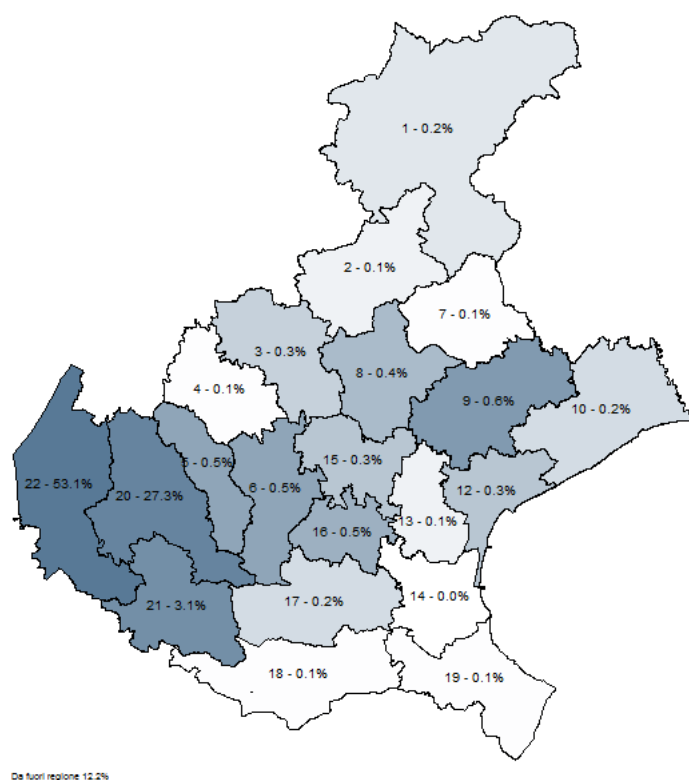 1 - 0.2%
2 - 0.1%
7 - 0.1%
3 - 0.3%
8 - 0.4%
4 - 0.1%
9 - 0.6%
10 - 0.2%
22 - 53.1%
20 - 27.3%
5 - 0.5%
6 - 0.5%
15 - 0.3%
12 - 0.3%
13 - 0.1%
16 - 0.5%
21 - 3.1%
17 - 0.2%
14 - 0.0%
18 - 0.1%
19 - 0.1%
Da fuori regione 12.2%